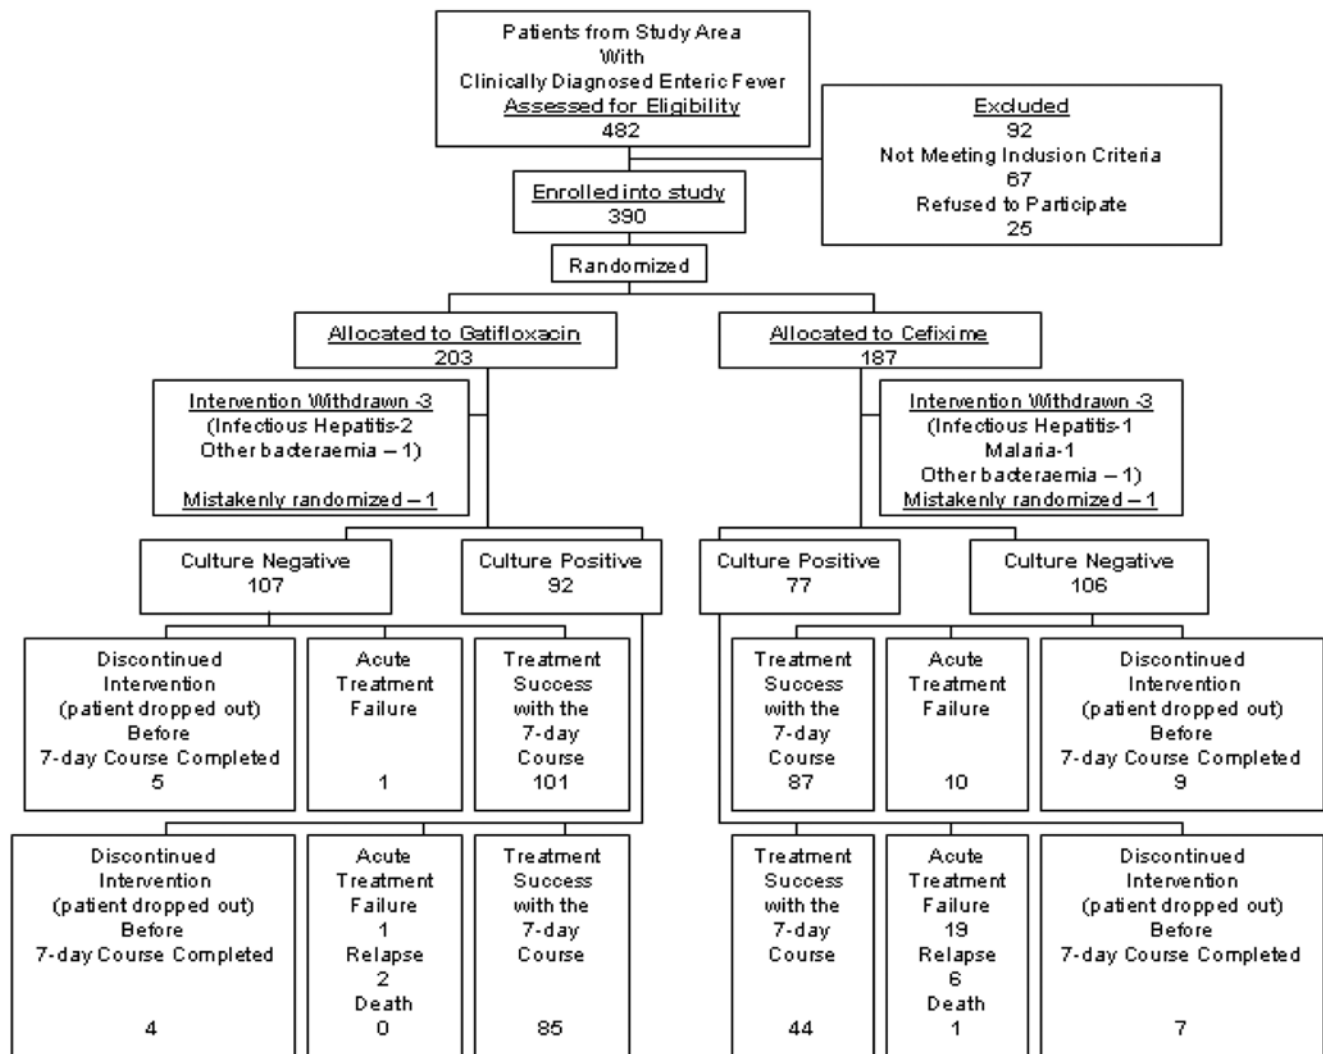 Patients from Study Area
With
Clinically Diagnosed Enteric Fever
Assessed for Eligibility
482
Excluded
92
Not Meeting Inclusion Criteria
67
Refused to Participate
25
Enrolled into study
390
Randomized
Allocated to Gatifloxacin
203
Allocated to Cefixime
187
Intervention Withdrawn -3
(Infectious Hepatitis-2
Other bacteraemia – 1)
Mistakenly randomized – 1
Intervention Withdrawn -3
(Infectious Hepatitis-1
Malaria-1
Other bacteraemia – 1)
Mistakenly randomized – 1
Culture Negative
107
Culture Positive
92
Culture Positive
77
Culture Negative
106
Discontinued
Intervention
(patient dropped out)
Before
7-day Course Completed
5
Acute
Treatment
Failure
1
Treatment
Success
with the
7-day
Course
101
Treatment
Success
with the
7-day
Course
87
Acute
Treatment
Failure
10
Discontinued
Intervention
(patient dropped out)
Before
7-day Course Completed
9
Discontinued
Intervention
(patient dropped out)
Before
7-day Course Completed
4
Acute
Treatment
Failure
1
Relapse
2
Death
0
Treatment
Success
with the
7-day
Course
85
Treatment
Success
with the
7-day
Course
44
Acute
Treatment
Failure
19
Relapse
6
Death
1
Discontinued
Intervention
(patient dropped out)
Before
7-day Course Completed
7